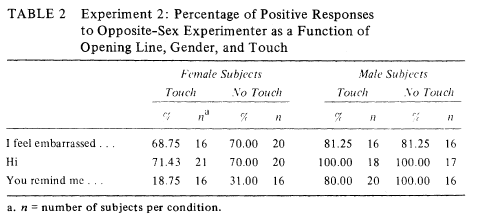 TABLE 2 Experiment 2: Percentage of Positive Responses
to Opposite-Sex Experimenter as a Function of
Opening Line, Gender, and Touch
Female Subjects Male Subjects
Touch No Touch Touch No Touch
% nᵃ % n % n % n
I feel embarrassed . . . 68.75 16 70.00 20 81.25 16 81.25 16
Hi 71.43 21 70.00 20 100.00 18 100.00 17
You remind me . . . 18.75 16 31.00 16 80.00 20 100.00 16
a. n = number of subjects per condition.